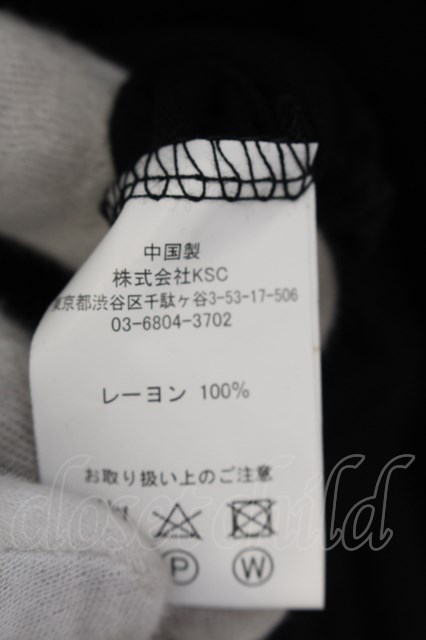 中国製
株式会社KSC
東京都渋谷区千駄ヶ谷3-53-17-506
03-6804-3702
レーヨン 100%
お取り扱い上のご注意
closet child
P
W